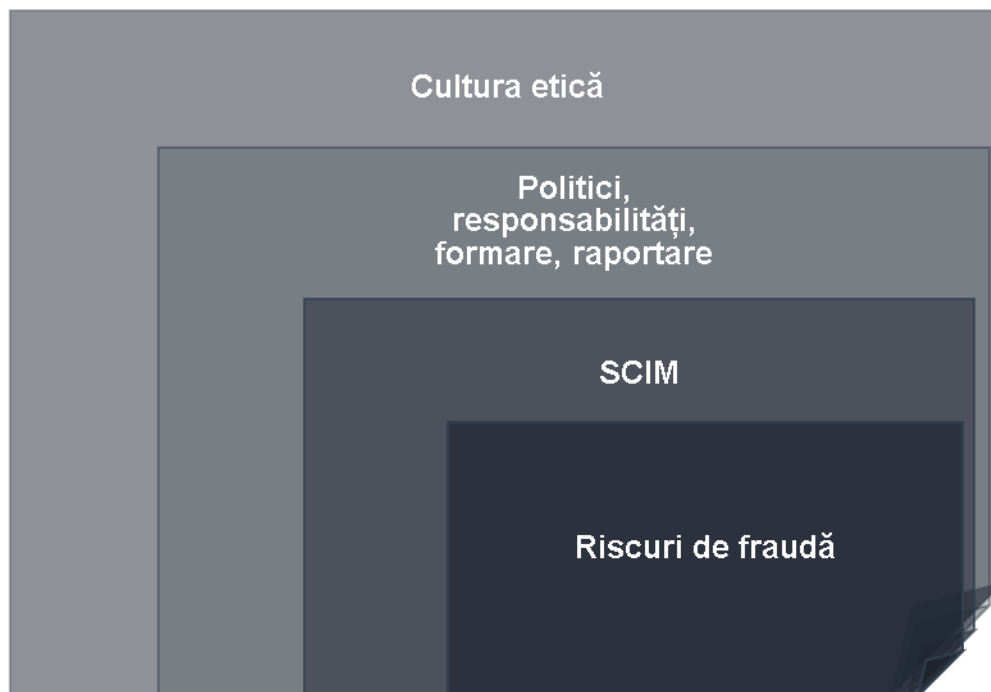 Cultura etică
Politici,
responsabilități,
formare, raportare
SCIM
Riscuri de fraudă